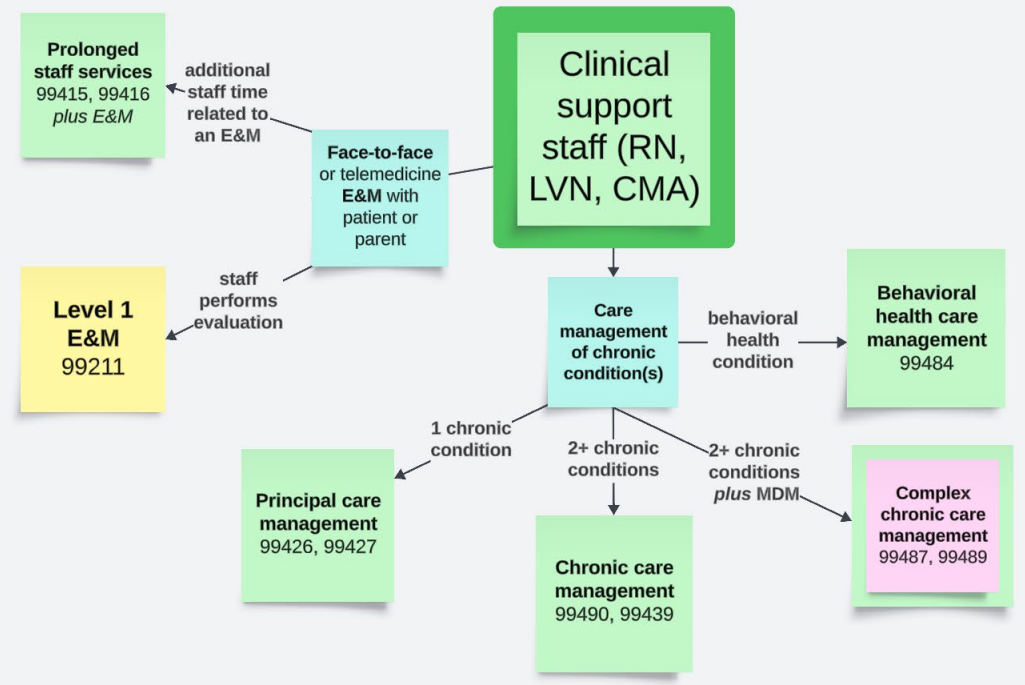 Prolonged
staff services
99415, 99416
plus E&M
additional
staff time
related to
an E&M
Clinical
support
staff (RN,
LVN, CMA)
Face-to-face
or telemedicine
E&M with
patient or
parent
staff
performs
evaluation
Level 1
E&M
99211
Care
management
of chronic
condition(s)
behavioral
health
condition
Behavioral
health care
management
99484
1 chronic
condition
2+ chronic
conditions
2+ chronic
conditions
plus MDM
Principal care
management
99426, 99427
Chronic care
management
99490, 99439
Complex
chronic care
management
99487, 99489